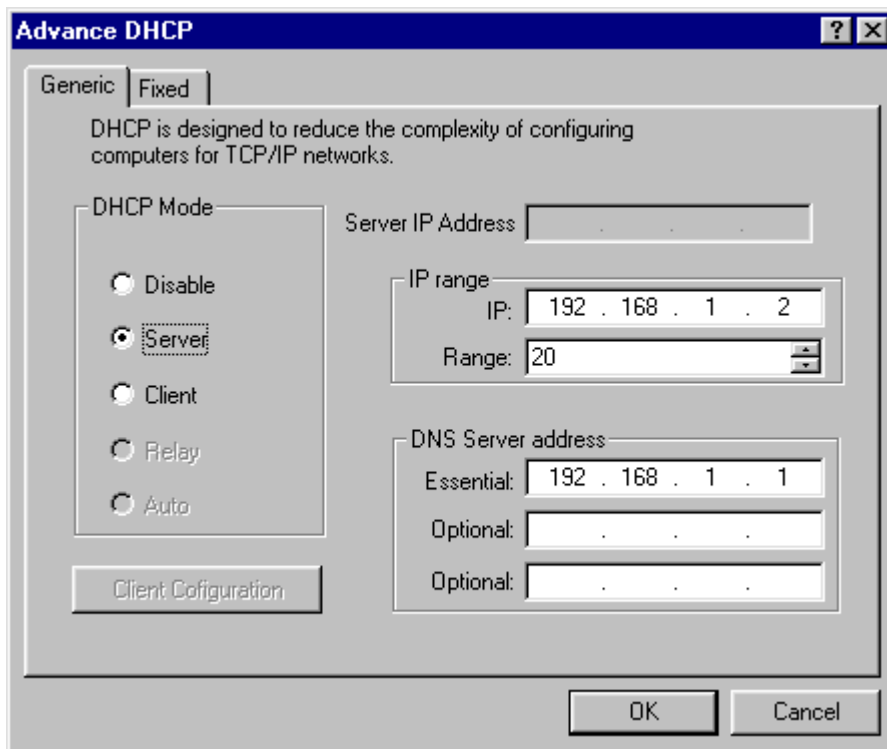 Advance DHCP
Generic
Fixed
DHCP is designed to reduce the complexity of configuring
computers for TCP/IP networks.
DHCP Mode
Disable
Server
Client
Relay
Auto
Client Cofiguration
Server IP Address . . .
IP range
IP: 192 . 168 . 1 . 2
Range: 20
DNS Server address
Essential: 192 . 168 . 1 . 1
Optional: . . .
Optional: . . .
OK
Cancel